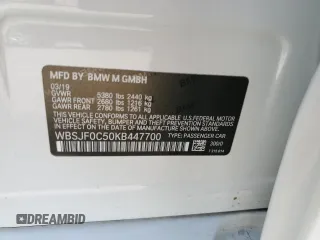 MFD BY BMW M GMBH
03/19
GVWR 5380 lbs 2440 kg
GAWR FRONT 2680 lbs 1216 kg
GAWR REAR 2780 lbs 1261 kg
THIS VEHICLE CONFORMS TO ALL APPLICABLE U.S. FEDERAL MOTOR
VEHICLE SAFETY, BUMPER, AND THEFT PREVENTION STANDARDS
IN EFFECT ON THE DATE OF MANUFACTURE SHOWN ABOVE.
WBSJF0C50KB447700 TYPE: PASSENGER CAR
DREAMBID